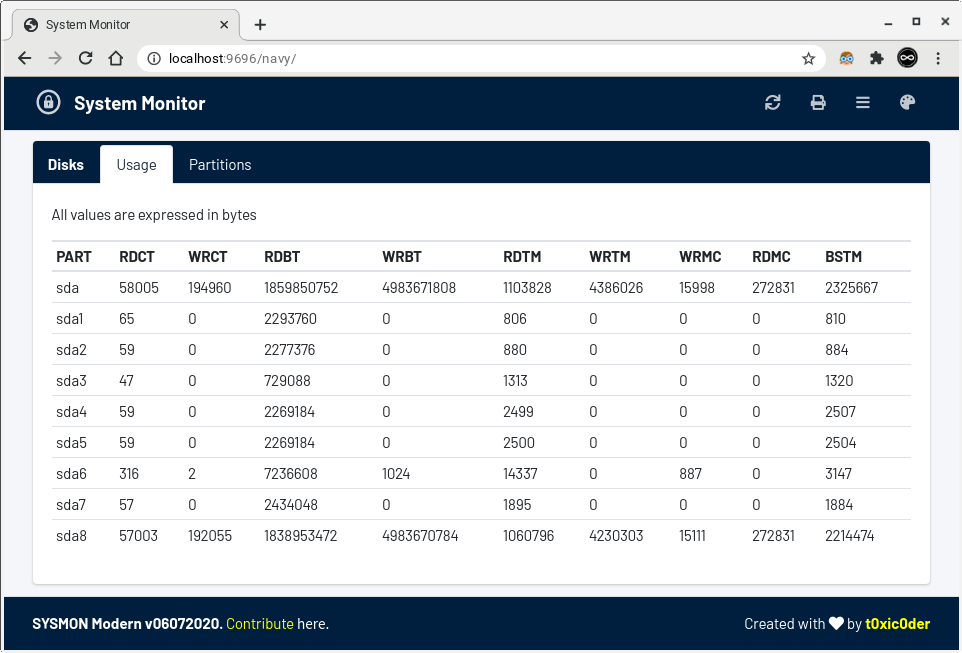 System Monitor
localhost:9696/navy/
System Monitor
Disks Usage Partitions
All values are expressed in bytes
PART RDCT WRCT RDBT WRBT RDTM WRTM WRMC RDMC BSTM
sda 58005 194960 1859850752 4983671808 1103828 4386026 15998 272831 2325667
sda1 65 0 2293760 0 806 0 0 0 810
sda2 59 0 2277376 0 880 0 0 0 884
sda3 47 0 729088 0 1313 0 0 0 1320
sda4 59 0 2269184 0 2499 0 0 0 2507
sda5 59 0 2269184 0 2500 0 0 0 2504
sda6 316 2 7236608 1024 14337 0 887 0 3147
sda7 57 0 2434048 0 1895 0 0 0 1884
sda8 57003 192055 1838953472 4983670784 1060796 4230303 15111 272831 2214474
SYSMON Modern v06072020. Contribute here. Created with by t0xic0der